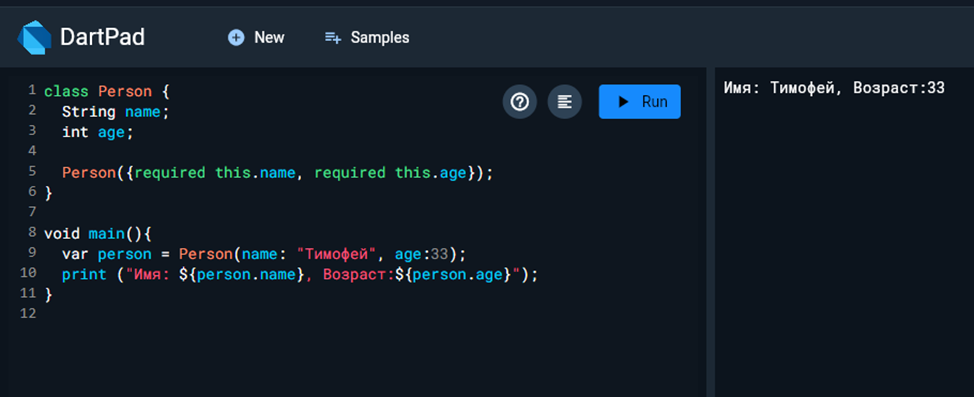 DartPad New Samples
1 class Person {
2 String name;
3 int age;
4
5 Person({required this.name, required this.age});
6 }
7
8 void main(){
9 var person = Person(name: "Тимофей", age:33);
10 print ("Имя: ${person.name}, Возраст:${person.age}");
11 }
12
Run
Имя: Тимофей, Возраст:33